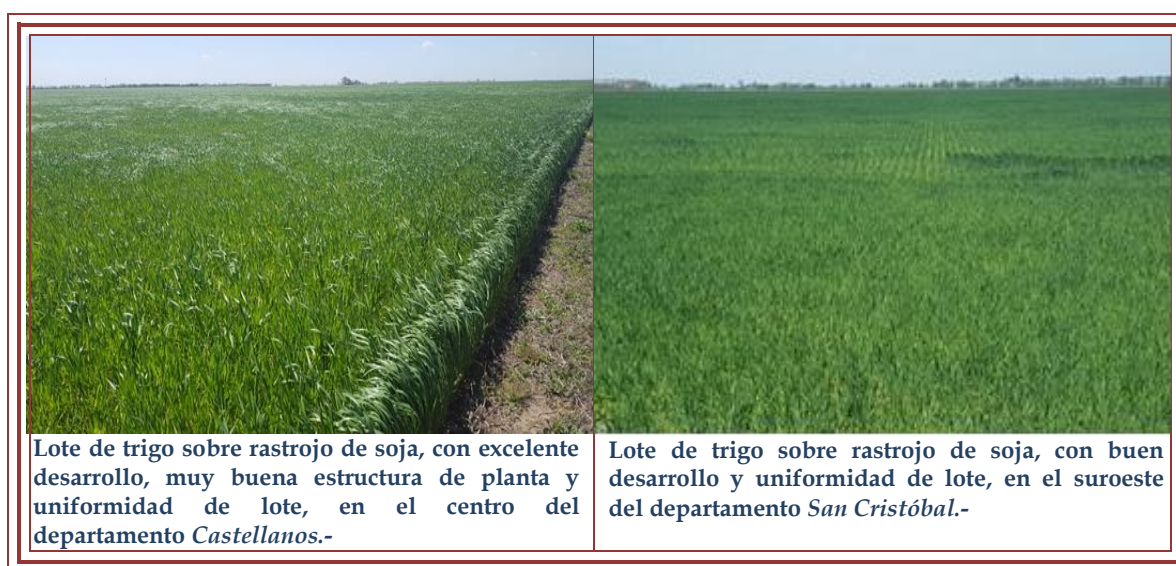 Lote de trigo sobre rastrojo de soja, con excelente
desarrollo, muy buena estructura de planta y
uniformidad de lote, en el centro del
departamento Castellanos.-
Lote de trigo sobre rastrojo de soja, con buen
desarrollo y uniformidad de lote, en el suroeste
del departamento San Cristóbal.-